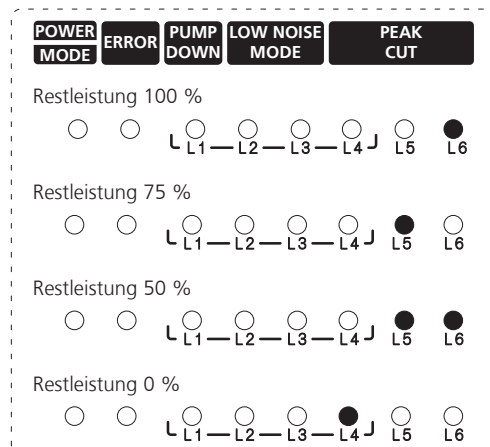 POWER MODE ERROR PUMP DOWN LOW NOISE MODE PEAK CUT
Restleistung 100 %
L1 L2 L3 L4 L5 L6
Restleistung 75 %
L1 L2 L3 L4 L5 L6
Restleistung 50 %
L1 L2 L3 L4 L5 L6
Restleistung 0 %
L1 L2 L3 L4 L5 L6